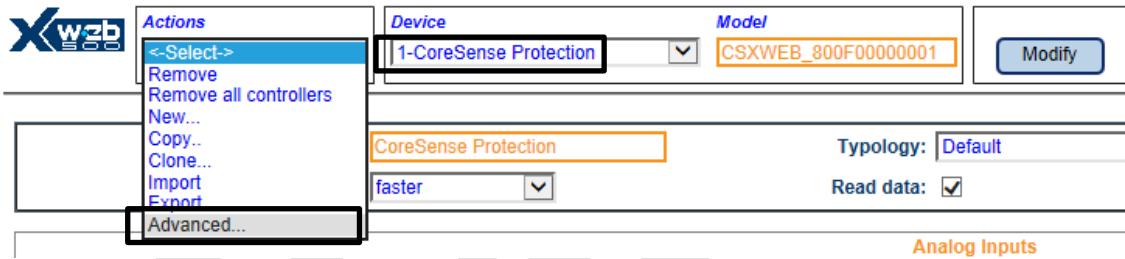 Xweb
500
Actions
<-Select->
Remove
Remove all controllers
New...
Copy..
Clone...
Import
Export
Advanced...
Device
1-CoreSense Protection
Model
CSXWEB_800F00000001
Modify
CoreSense Protection
Typology: Default
faster
Read data:
Analog Inputs